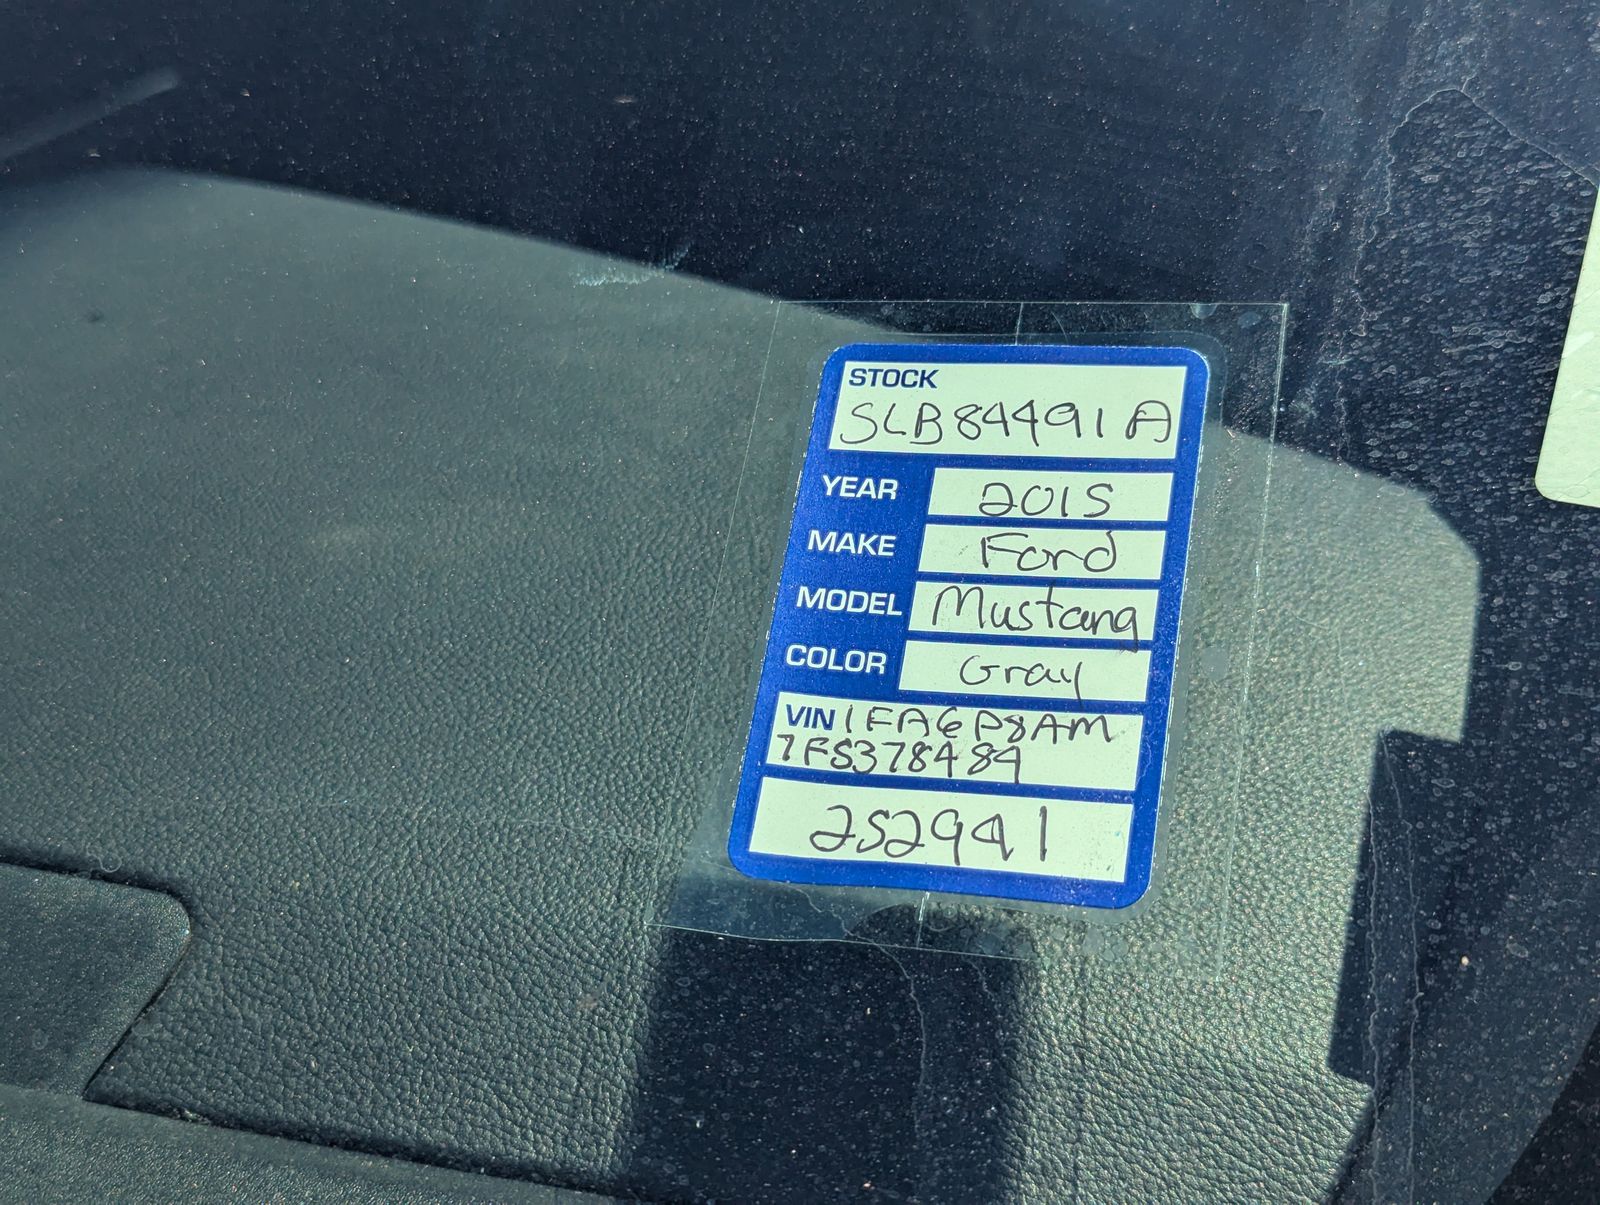 STOCK
SLB84491A
YEAR 2015
MAKE Ford
MODEL Mustang
COLOR Gray
VIN 1FA6P8AM
7F5378484
252941